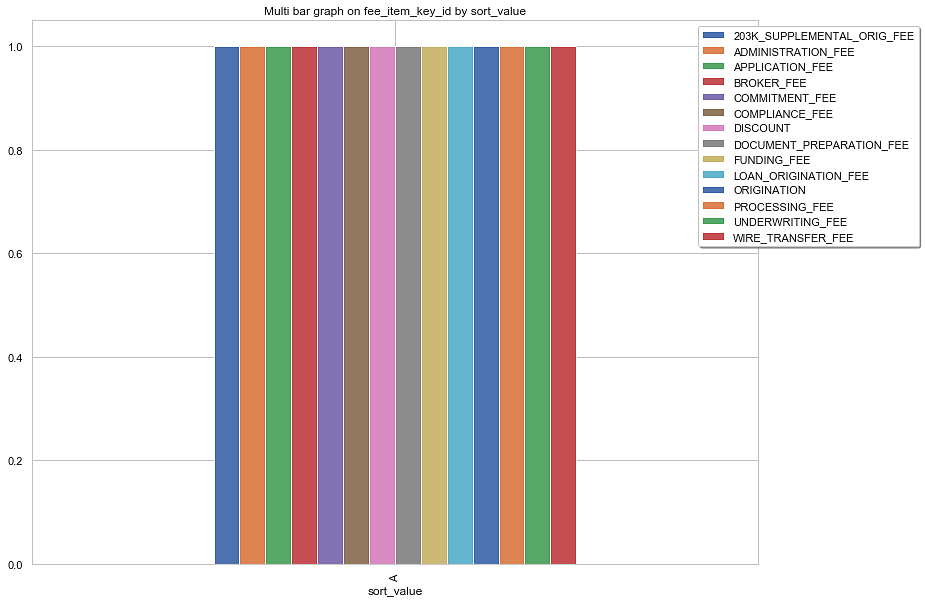 Multi bar graph on fee_item_key_id by sort_value
1.0
0.8
0.6
0.4
0.2
0.0
203K_SUPPLEMENTAL_ORIG_FEE
ADMINISTRATION_FEE
APPLICATION_FEE
BROKER_FEE
COMMITMENT_FEE
COMPLIANCE_FEE
DISCOUNT
DOCUMENT_PREPARATION_FEE
FUNDING_FEE
LOAN_ORIGINATION_FEE
ORIGINATION
PROCESSING_FEE
UNDERWRITING_FEE
WIRE_TRANSFER_FEE
A
sort_value